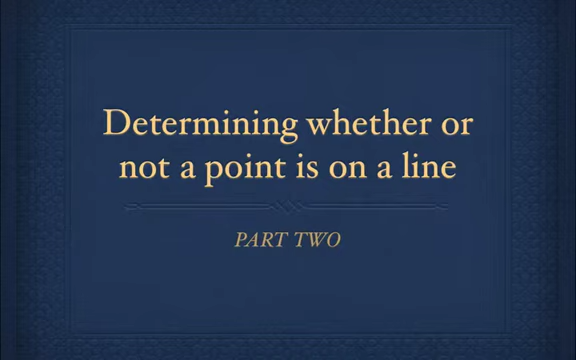 Determining whether or
not a point is on a line
PART TWO